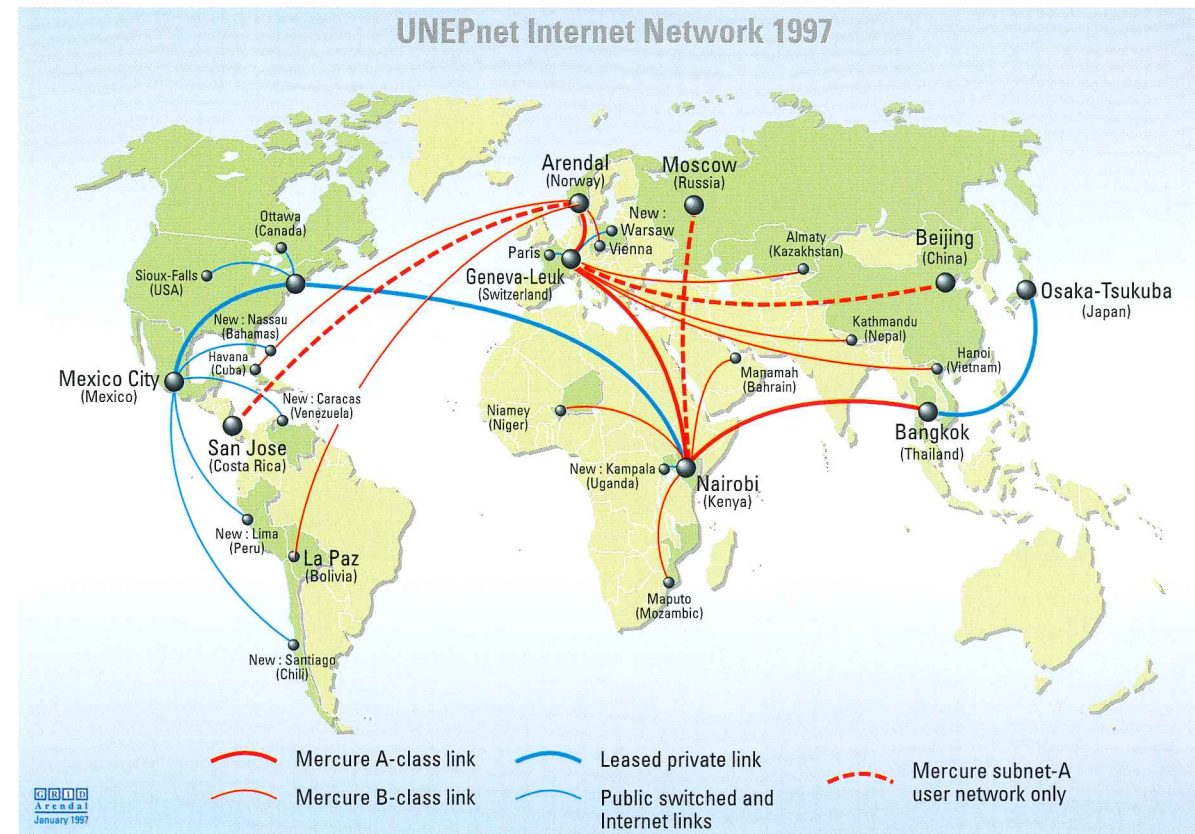 UNEPnet Internet Network 1997
Arendal
(Norway)
Moscow
(Russia)
Ottawa
(Canada)
New :
Warsaw
Paris
Vienna
Almaty
(Kazakhstan)
Beijing
(China)
Sioux-Falls
(USA)
Geneva-Leuk
(Switzerland)
Osaka-Tsukuba
(Japan)
New : Nassau
(Bahamas)
Havana
(Cuba)
Kathmandu
(Nepal)
Hanoi
(Vietnam)
Mexico City
(Mexico)
Manamah
(Bahrain)
New : Caracas
(Venezuela)
Niamey
(Niger)
San Jose
(Costa Rica)
Bangkok
(Thailand)
New : Kampala
(Uganda)
Nairobi
(Kenya)
New : Lima
(Peru)
La Paz
(Bolivia)
Maputo
(Mozambic)
New : Santiago
(Chili)
Mercure A-class link
Mercure B-class link
Leased private link
Public switched and
Internet links
Mercure subnet-A
user network only
GRID
Arendal
January 1997